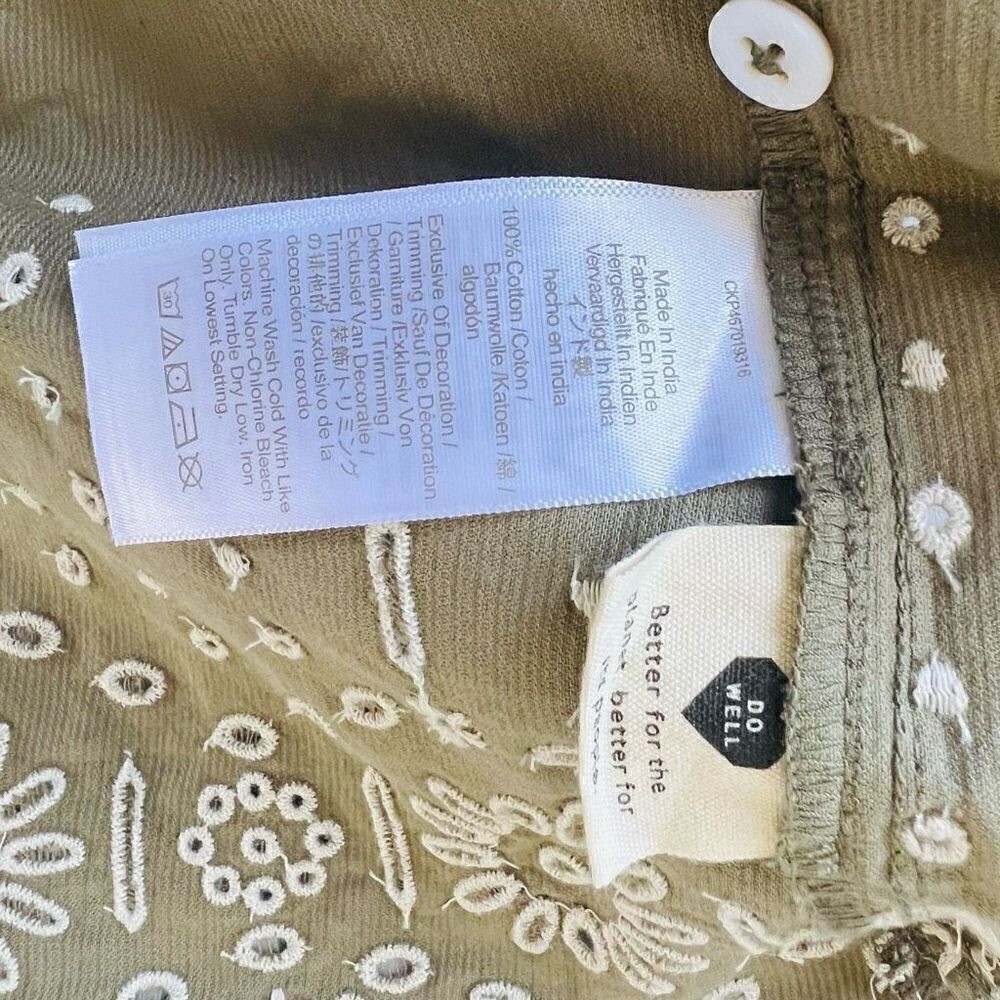 CKP45701936
Made In India
Fabriqué En Inde
Hergestellt In Indien
Vervaardigd In India
インド製
hecho en india
100% Cotton /Coton /
Baumwolle /Katoen /綿 /
algodón
Exclusive Of Decoration /
Trimming /Sauf De Décoration
/ Garniture /Exklusiv Von
Dekoration / Trimming /
Exclusief Van Decoratie /
Trimming /装飾/トリミング
の排他的 /exclusivo de la
decoración / recordo
Machine Wash Cold With Like
Colors. Non-Chlorine Bleach
Only. Tumble Dry Low. Iron
On Lowest Setting.
30
DO
WELL
Better for the
planet, better for
people.